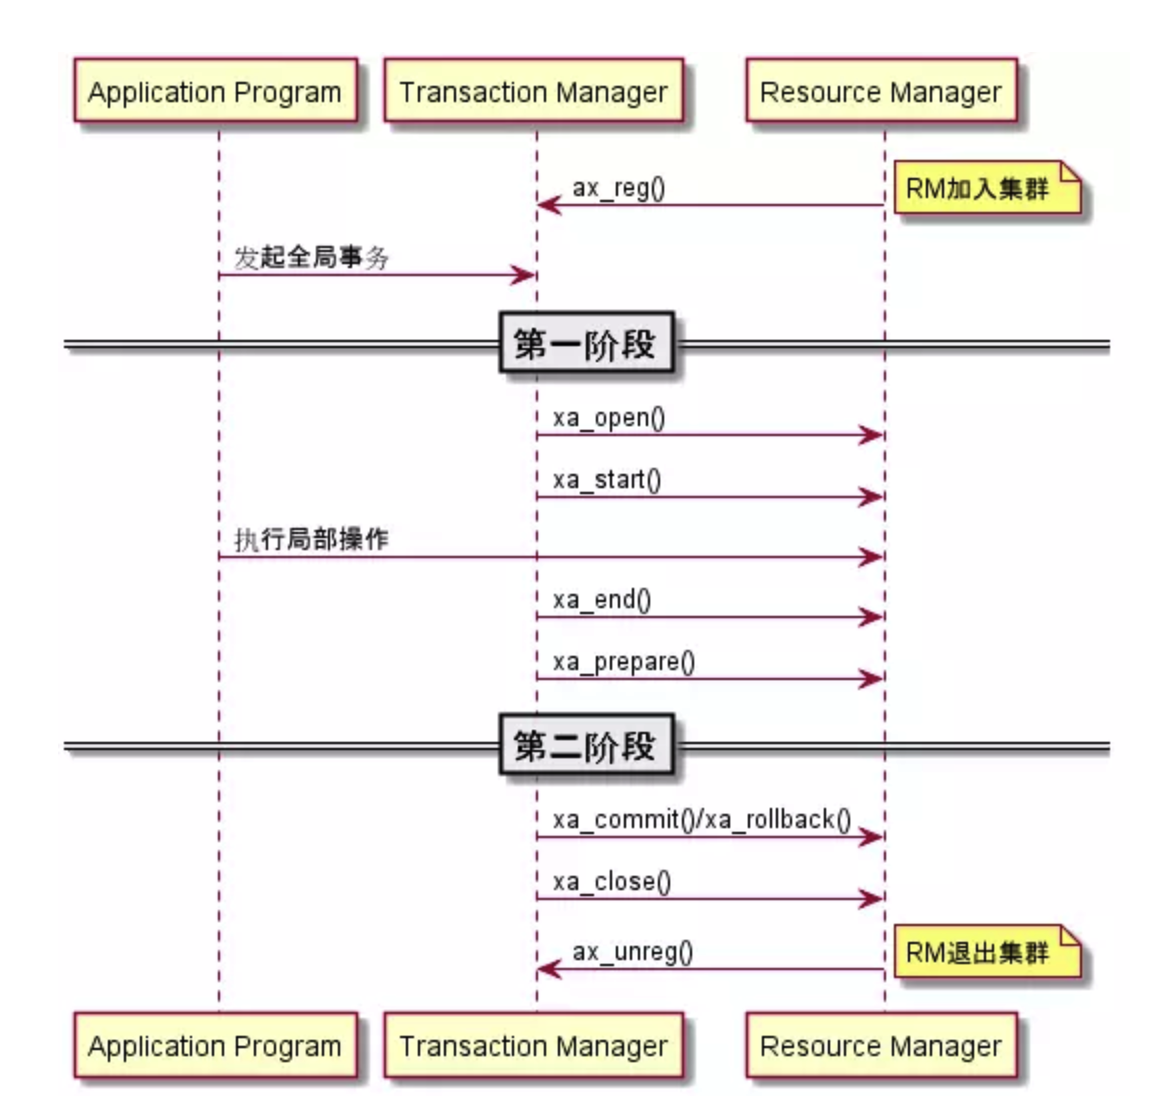 Application Program
Transaction Manager
Resource Manager
ax_reg()
RM加入集群
发起全局事务
第一阶段
xa_open()
xa_start()
执行局部操作
xa_end()
xa_prepare()
第二阶段
xa_commit()/xa_rollback()
xa_close()
ax_unreg()
RM退出集群
Application Program
Transaction Manager
Resource Manager